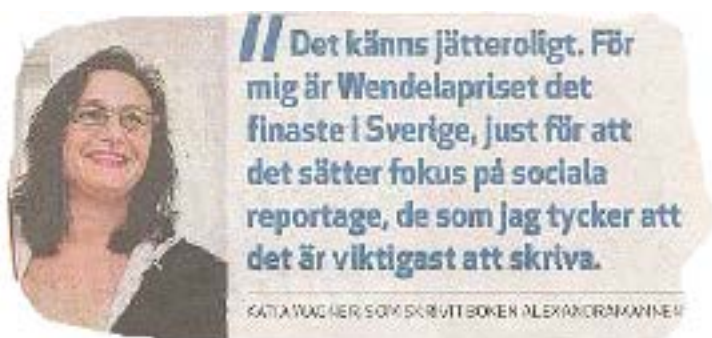 Det känns jätteroligt. För
mig är Wendelapriset det
finaste i Sverige, just för att
det sätter fokus på sociala
reportage, de som jag tycker att
det är viktigast att skriva.
KATIA WAGNER, SOM SKRIVIT BOKEN ALEXANDRAMANNEN